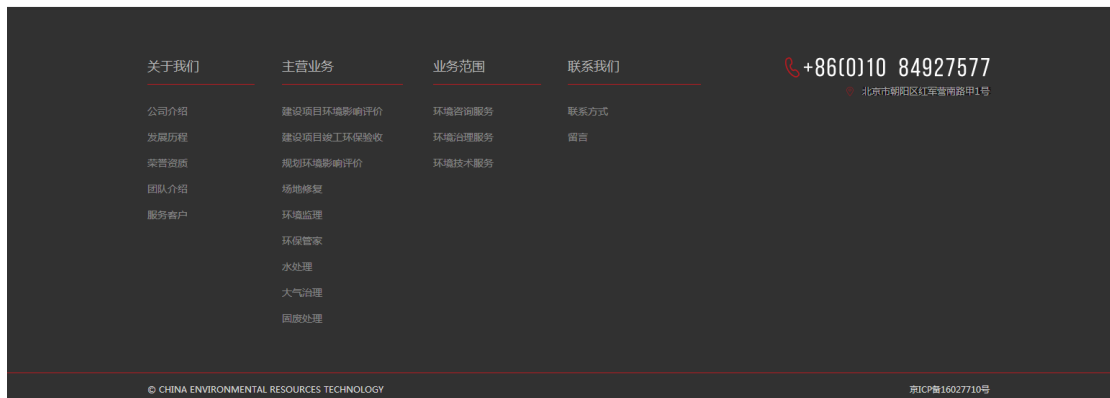 关于我们
公司介绍
发展历程
荣誉资质
团队介绍
服务客户
主营业务
建设项目环境影响评价
建设项目竣工环保验收
规划环境影响评价
场地修复
环境监理
环保管家
水处理
大气治理
固废处理
业务范围
环境咨询服务
环境治理服务
环境技术服务
联系我们
联系方式
留言
+86(0)10 84927577
北京市朝阳区红军营南路甲1号
© CHINA ENVIRONMENTAL RESOURCES TECHNOLOGY
京ICP备16027710号